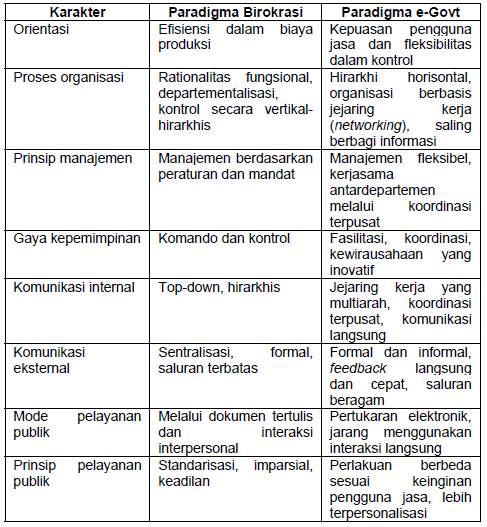 Karakter Paradigma Birokrasi Paradigma e-Govt
Orientasi Efisiensi dalam biaya Kepuasan pengguna
produksi jasa dan fleksibilitas
dalam kontrol
Proses organisasi Rationalitas fungsional, Hirarkhi horisontal,
departementalisasi, organisasi berbasis
kontrol secara vertikal- jejaring kerja
hirarkhis (networking), saling
berbagi informasi
Prinsip manajemen Manajemen berdasarkan Manajemen fleksibel,
peraturan dan mandat kerjasama
antardepartemen
melalui koordinasi
terpusat
Gaya kepemimpinan Komando dan kontrol Fasilitasi, koordinasi,
kewirausahaan yang
inovatif
Komunikasi internal Top-down, hirarkhis Jejaring kerja yang
multiarah, koordinasi
terpusat, komunikasi
langsung
Komunikasi Sentralisasi, formal, Formal dan informal,
eksternal saluran terbatas feedback langsung
dan cepat, saluran
beragam
Mode pelayanan Melalui dokumen tertulis Pertukaran elektronik,
publik dan interaksi jarang menggunakan
interpersonal interaksi langsung
Prinsip pelayanan Standarisasi, imparsial, Perlakuan berbeda
publik keadilan sesuai keinginan
pengguna jasa, lebih
terpersonalisasi